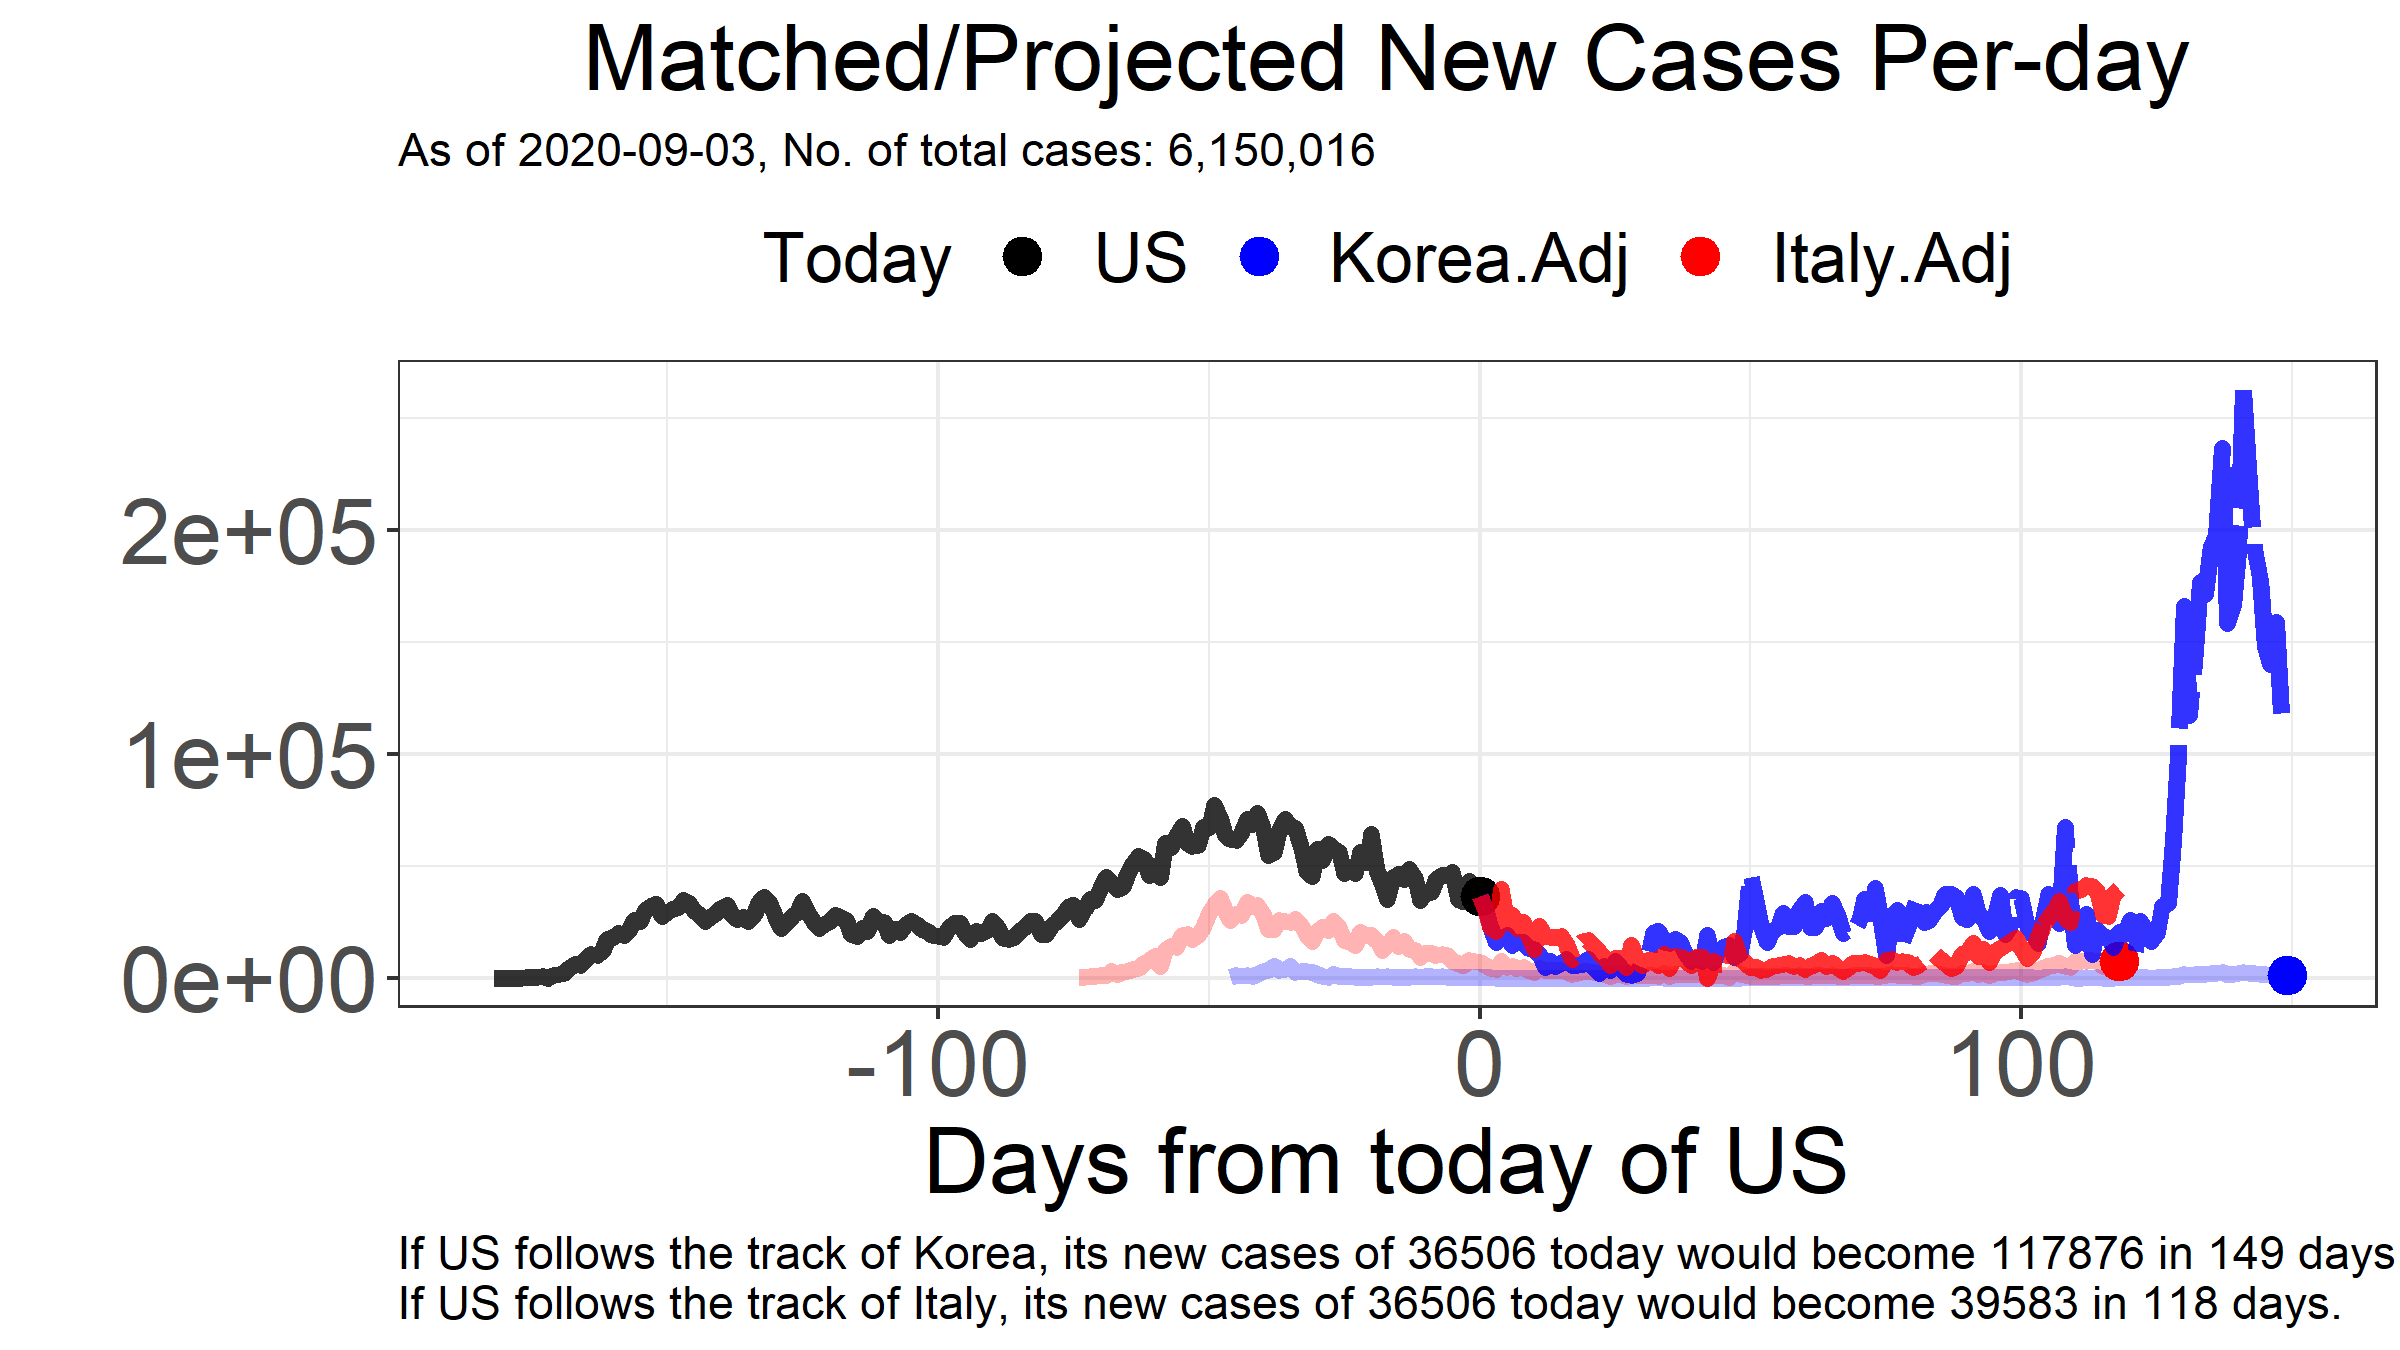 Matched/Projected New Cases Per-day
As of 2020-09-03, No. of total cases: 6,150,016
Today US Korea.Adj Italy.Adj
2e+05
1e+05
0e+00
-100 0 100
Days from today of US
If US follows the track of Korea, its new cases of 36506 today would become 117876 in 149 days
If US follows the track of Italy, its new cases of 36506 today would become 39583 in 118 days.